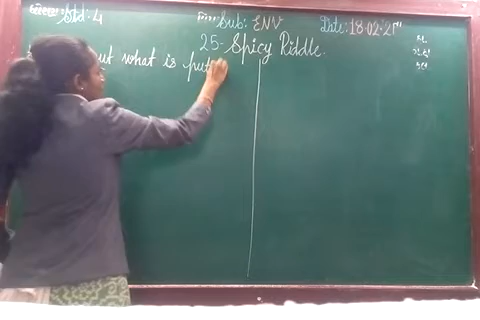 Std: 4 Sub: ENV Date: 18-02-21
25- Spicy Riddle.
ut what is put